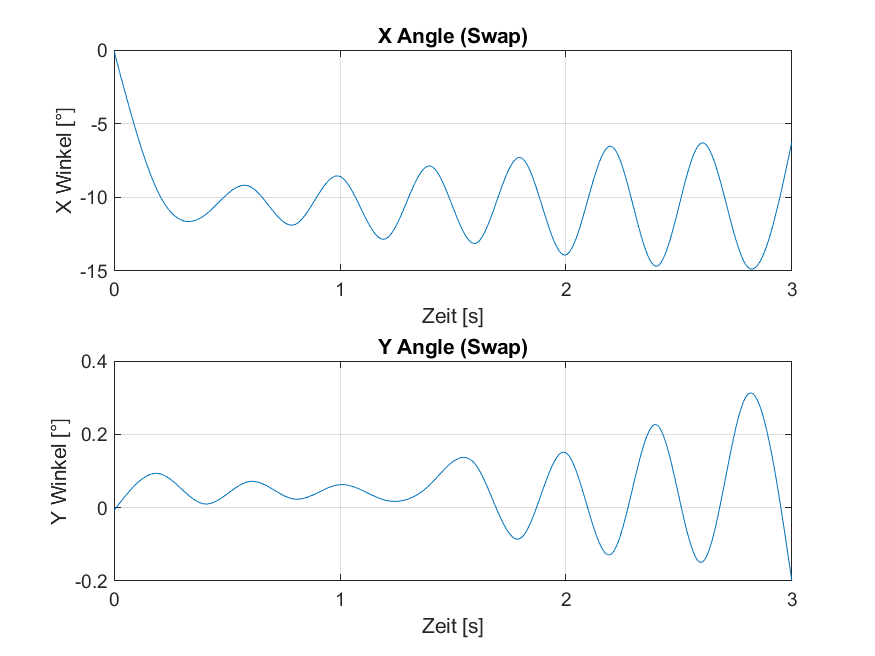 X Angle (Swap)
0
-5
-10
-15
X Winkel [°]
0 1 2 3
Zeit [s]
Y Angle (Swap)
0.4
0.2
0
-0.2
Y Winkel [°]
0 1 2 3
Zeit [s]